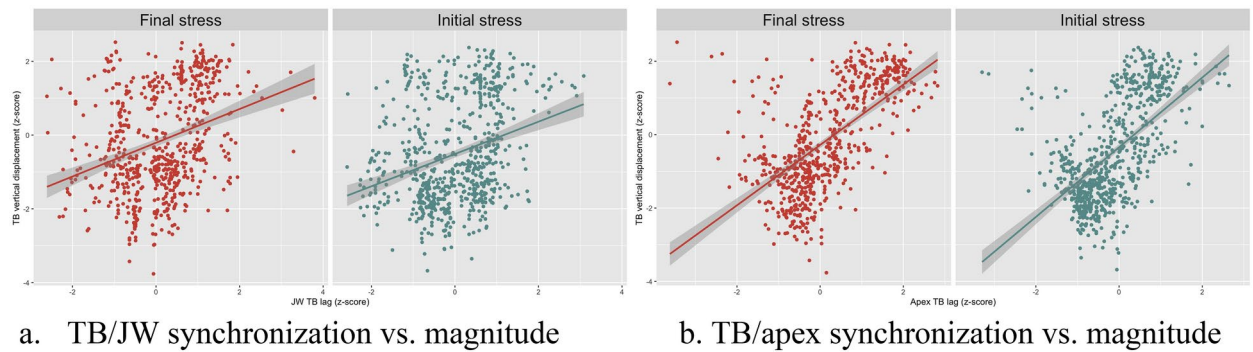 Final stress
Initial stress
TB vertical displacement (z-score)
2
0
-2
-4
-2
0
2
4
-2
0
2
4
JW TB lag (z-score)
a. TB/JW synchronization vs. magnitude
Final stress
Initial stress
TB vertical displacement (z-score)
2
0
-2
-4
-2
0
2
-2
0
2
Apex TB lag (z-score)
b. TB/apex synchronization vs. magnitude